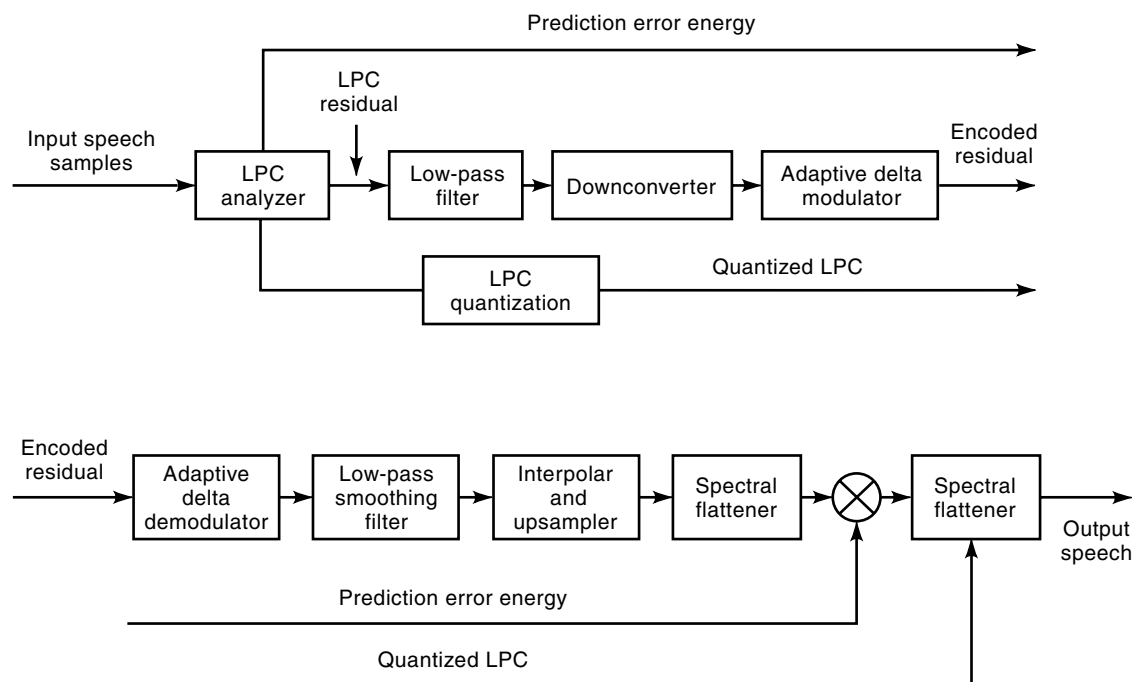 Prediction error energy
LPC
residual
Input speech
samples
LPC
analyzer
Low-pass
filter
Downconverter
Adaptive delta
modulator
Encoded
residual
LPC
quantization
Quantized LPC
Encoded
residual
Adaptive
delta
demodulator
Low-pass
smoothing
filter
Interpolar
and
upsampler
Spectral
flattener
Spectral
flattener
Output
speech
Prediction error energy
Quantized LPC